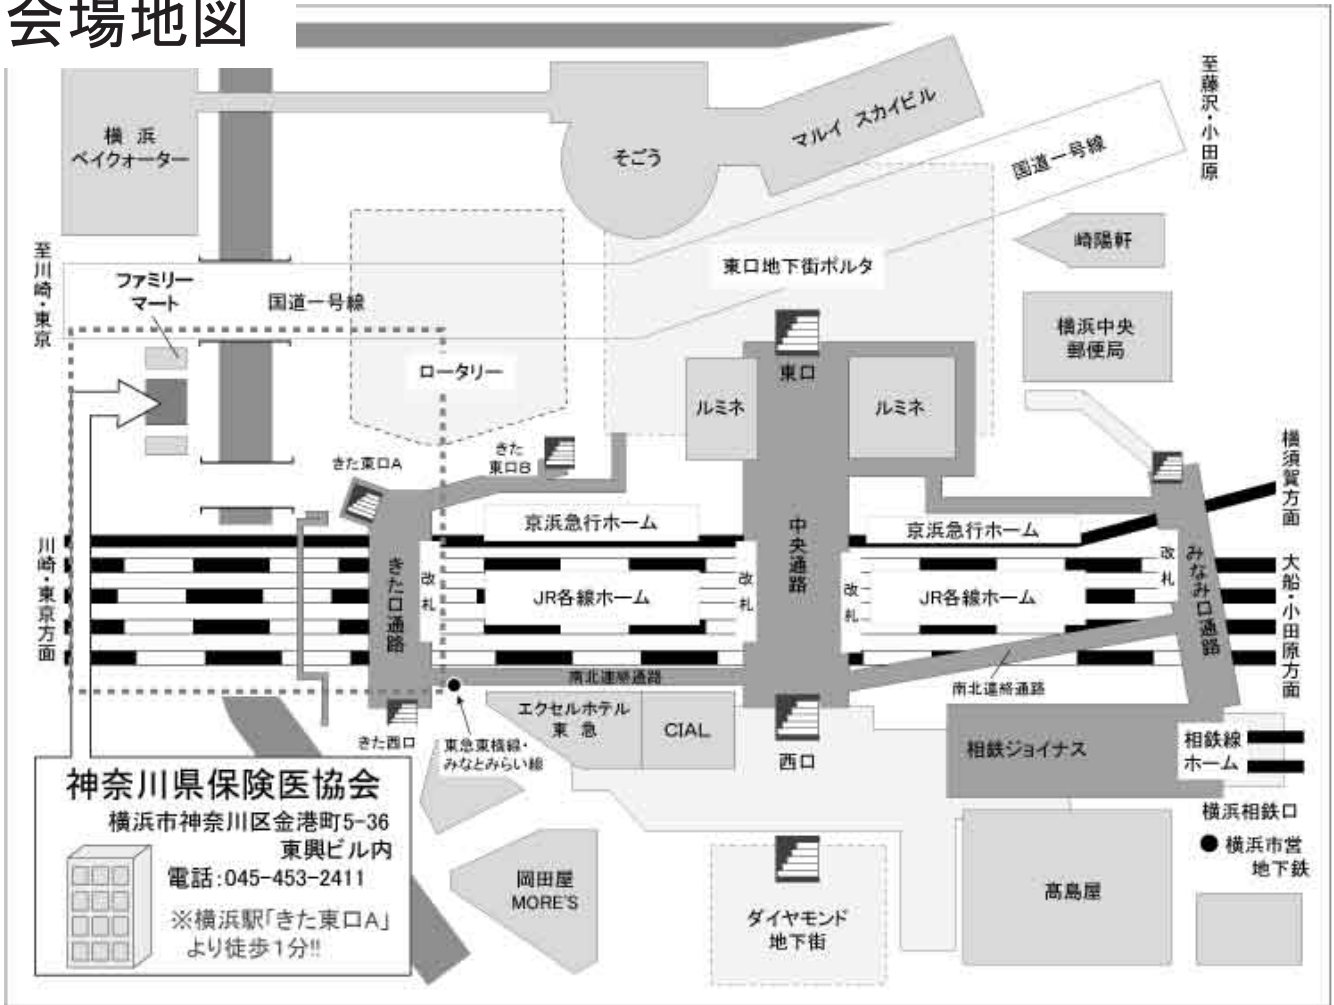 会場地図
至藤沢・小田原
横浜
ベイクォーター
そごう
マルイ スカイビル
国道一号線
崎陽軒
至川崎・東京
ファミリー
マート
国道一号線
東口地下街ポルタ
横浜中央
郵便局
ロータリー
東口
ルミネ
ルミネ
きた東口A
きた
東口B
横須賀方面
京浜急行ホーム
中央通路
京浜急行ホーム
川崎・東京方面
きた口通路
改札
JR各線ホーム
改札
改札
JR各線ホーム
改札
みなみ口通路
大船・小田原方面
南北連絡通路
南北連絡通路
きた西口
東急東横線・
みなとみらい線
エクセルホテル
東急
CIAL
西口
相鉄ジョイナス
相鉄線
ホーム
横浜相鉄口
横浜市営
地下鉄
神奈川県保険医協会
横浜市神奈川区金港町5-36
東興ビル内
電話:045-453-2411
※横浜駅「きた東口A」
より徒歩1分!!
岡田屋
MORE'S
ダイヤモンド
地下街
髙島屋